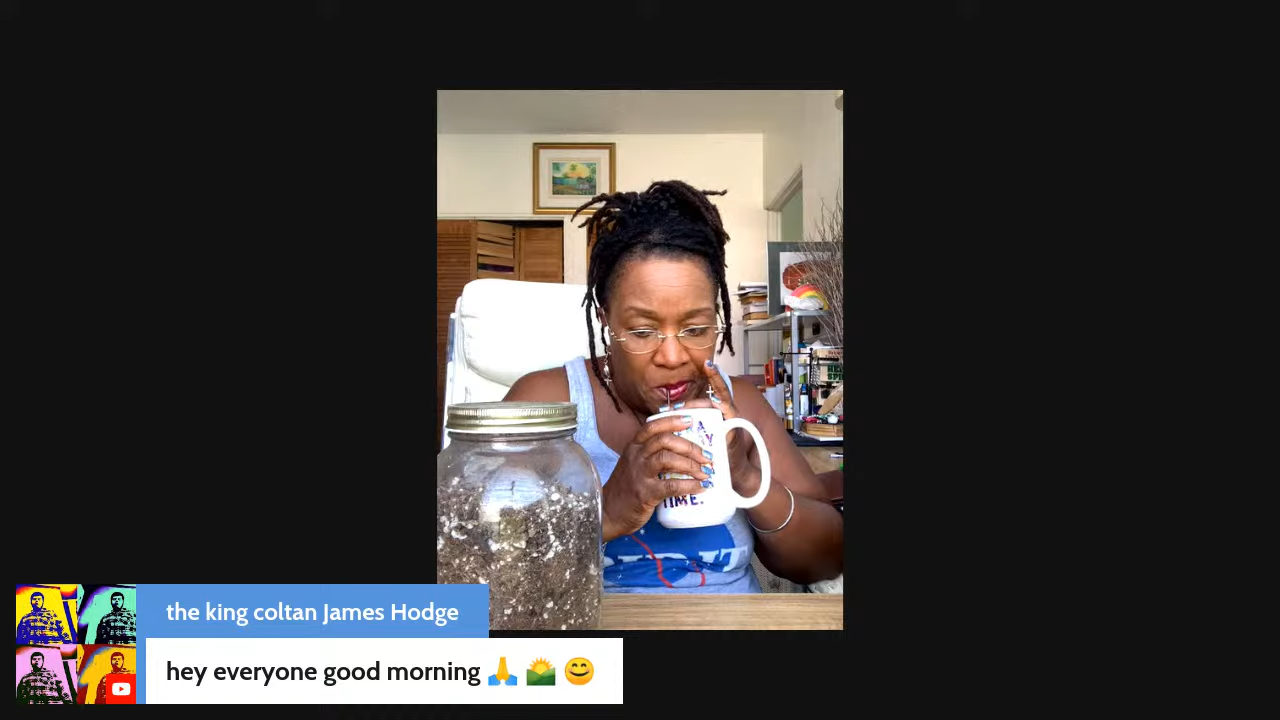 TIME.
the king coltan James Hodge
hey everyone good morning 🙏 🌄 😊